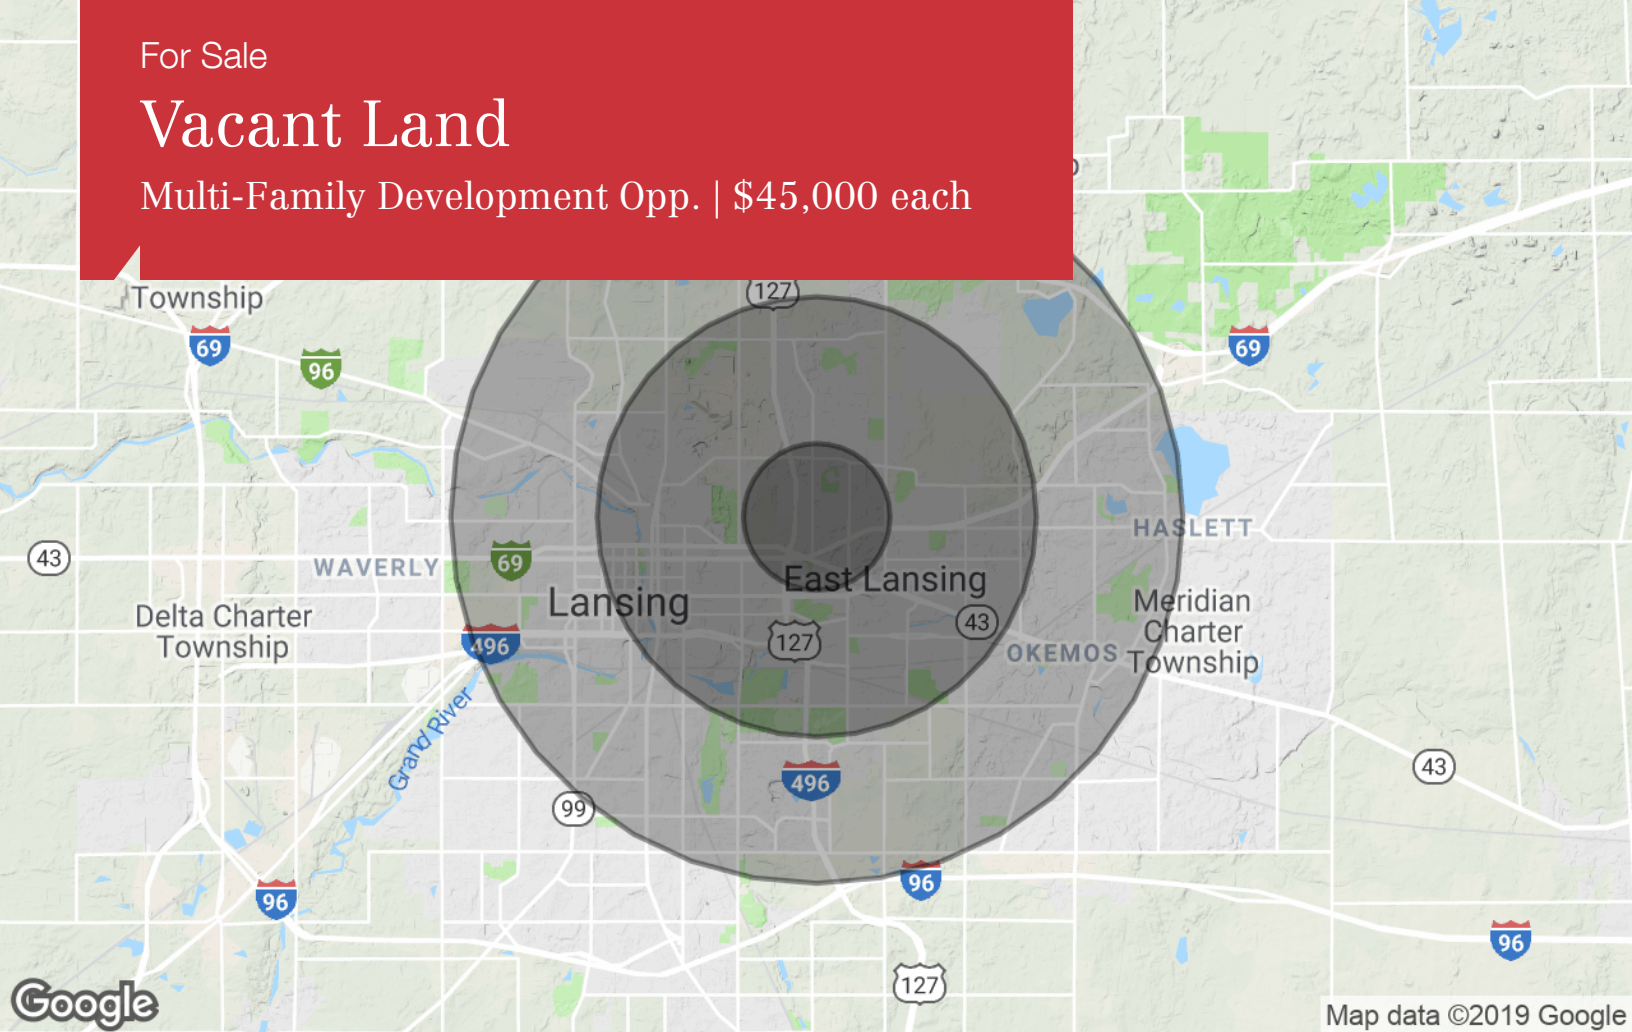 For Sale
Vacant Land
Multi-Family Development Opp. | $45,000 each
127
Township
69
96
69
43
WAVERLY
69
HASLETT
East Lansing
Lansing
Delta Charter
Township
43
Meridian
Charter
Township
127
496
OKEMOS
Grand River
496
43
99
96
96
96
127
Google
Map data ©2019 Google